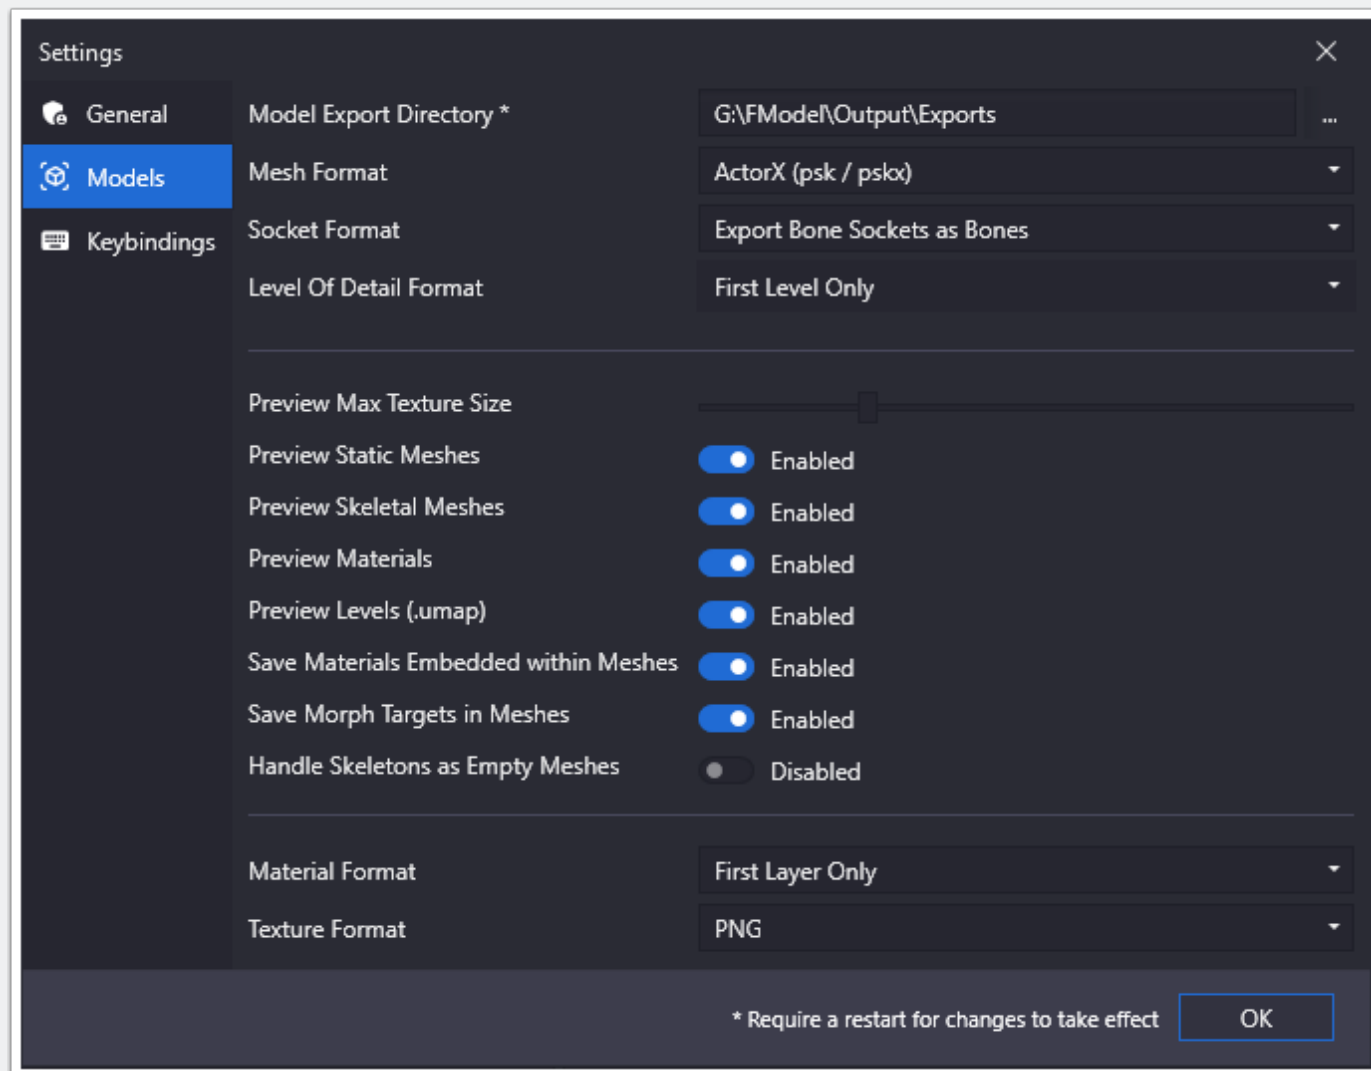 Settings
General
Models
Keybindings
Model Export Directory * G:\FModel\Output\Exports ...
Mesh Format ActorX (psk / pskx)
Socket Format Export Bone Sockets as Bones
Level Of Detail Format First Level Only
Preview Max Texture Size
Preview Static Meshes Enabled
Preview Skeletal Meshes Enabled
Preview Materials Enabled
Preview Levels (.umap) Enabled
Save Materials Embedded within Meshes Enabled
Save Morph Targets in Meshes Enabled
Handle Skeletons as Empty Meshes Disabled
Material Format First Layer Only
Texture Format PNG
* Require a restart for changes to take effect OK